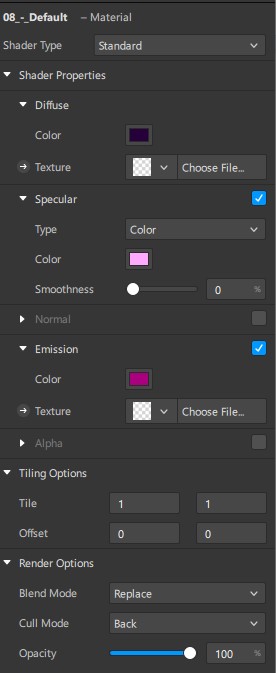 08_-_Default – Material
Shader Type Standard
Shader Properties
Diffuse
Color
Texture Choose File...
Specular
Type Color
Color
Smoothness 0 %
Normal
Emission
Color
Texture Choose File...
Alpha
Tiling Options
Tile 1 1
Offset 0 0
Render Options
Blend Mode Replace
Cull Mode Back
Opacity 100 %